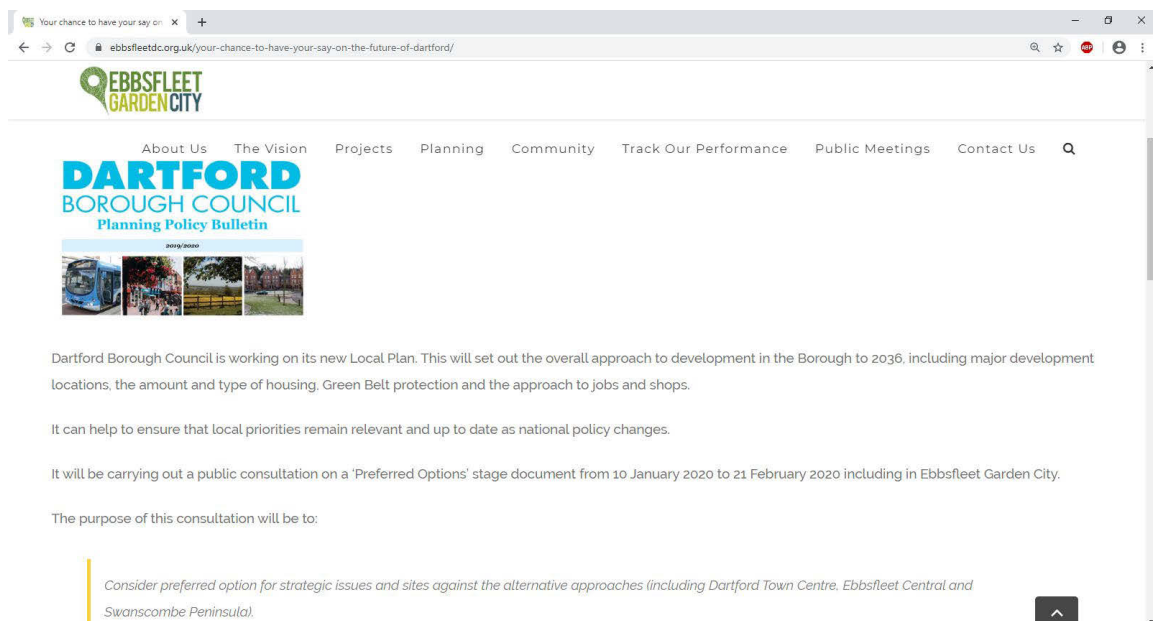 Your chance to have your say on
ebbsfleetdc.org.uk/your-chance-to-have-your-say-on-the-future-of-dartford/
ABP
EBBSFLEET
GARDENCITY
About Us The Vision Projects Planning Community Track Our Performance Public Meetings Contact Us
DARTFORD
BOROUGH COUNCIL
Planning Policy Bulletin
2019/2020
Dartford Borough Council is working on its new Local Plan. This will set out the overall approach to development in the Borough to 2036, including major development
locations, the amount and type of housing, Green Belt protection and the approach to jobs and shops.
It can help to ensure that local priorities remain relevant and up to date as national policy changes.
It will be carrying out a public consultation on a ‘Preferred Options’ stage document from 10 January 2020 to 21 February 2020 including in Ebbsfleet Garden City.
The purpose of this consultation will be to:
Consider preferred option for strategic issues and sites against the alternative approaches (including Dartford Town Centre, Ebbsfleet Central and
Swanscombe Peninsula).